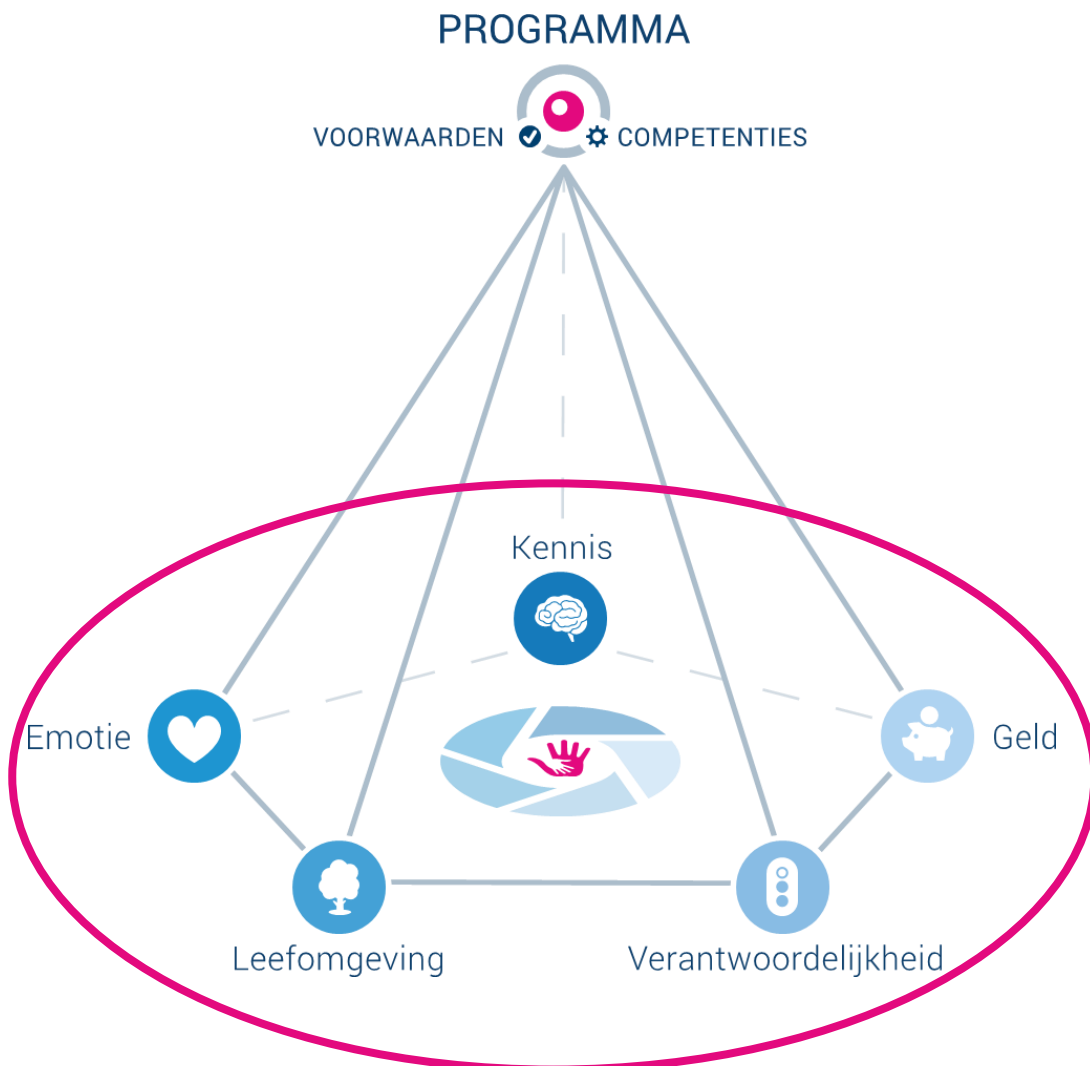 PROGRAMMA
VOORWAARDEN COMPETENTIES
Kennis
Emotie Geld
Leefomgeving Verantwoordelijkheid